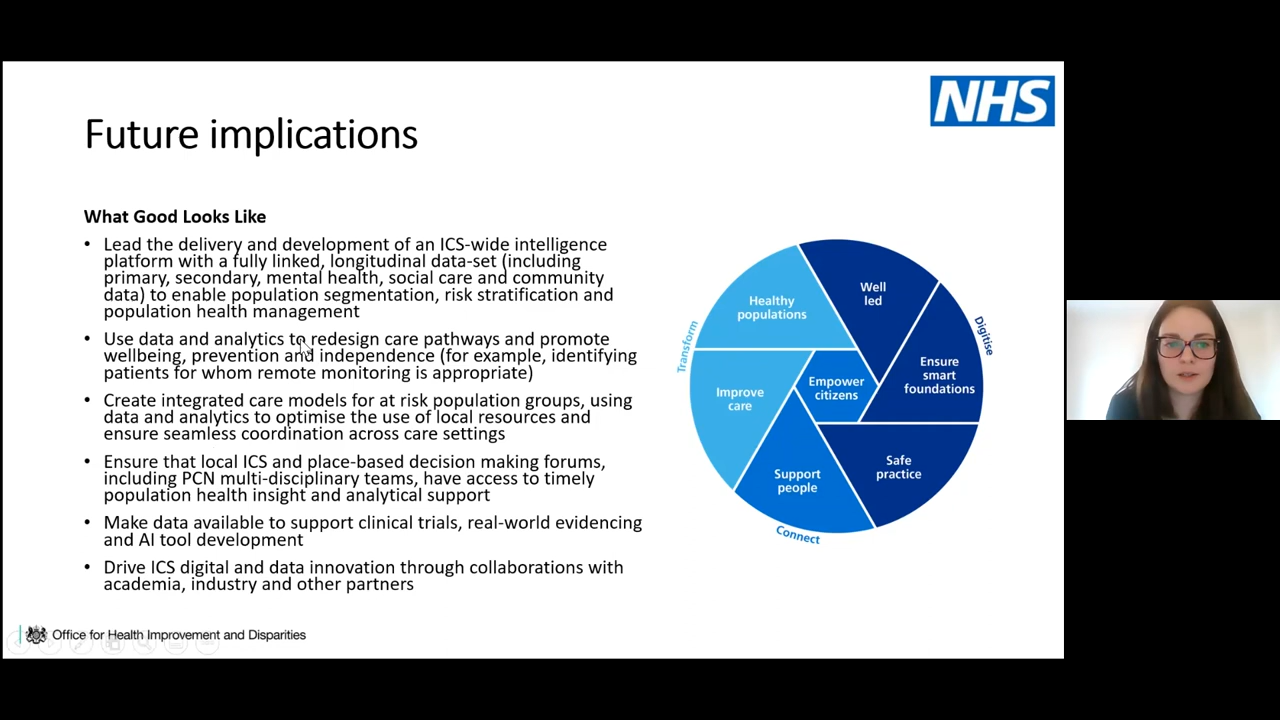 NHS
Future implications
What Good Looks Like
• Lead the delivery and development of an ICS-wide intelligence
platform with a fully linked, longitudinal data-set (including
primary, secondary, mental health, social care and community
data) to enable population segmentation, risk stratification and
population health management
• Use data and analytics to redesign care pathways and promote
wellbeing, prevention and independence (for example, identifying
patients for whom remote monitoring is appropriate)
• Create integrated care models for at risk population groups, using
data and analytics to optimise the use of local resources and
ensure seamless coordination across care settings
• Ensure that local ICS and place-based decision making forums,
including PCN multi-disciplinary teams, have access to timely
population health insight and analytical support
• Make data available to support clinical trials, real-world evidencing
and AI tool development
• Drive ICS digital and data innovation through collaborations with
academia, industry and other partners
Well
led
Healthy
populations
Transform
Digitise
Ensure
smart
foundations
Empower
citizens
Improve
care
Safe
practice
Support
people
Connect
Office for Health Improvement and Disparities